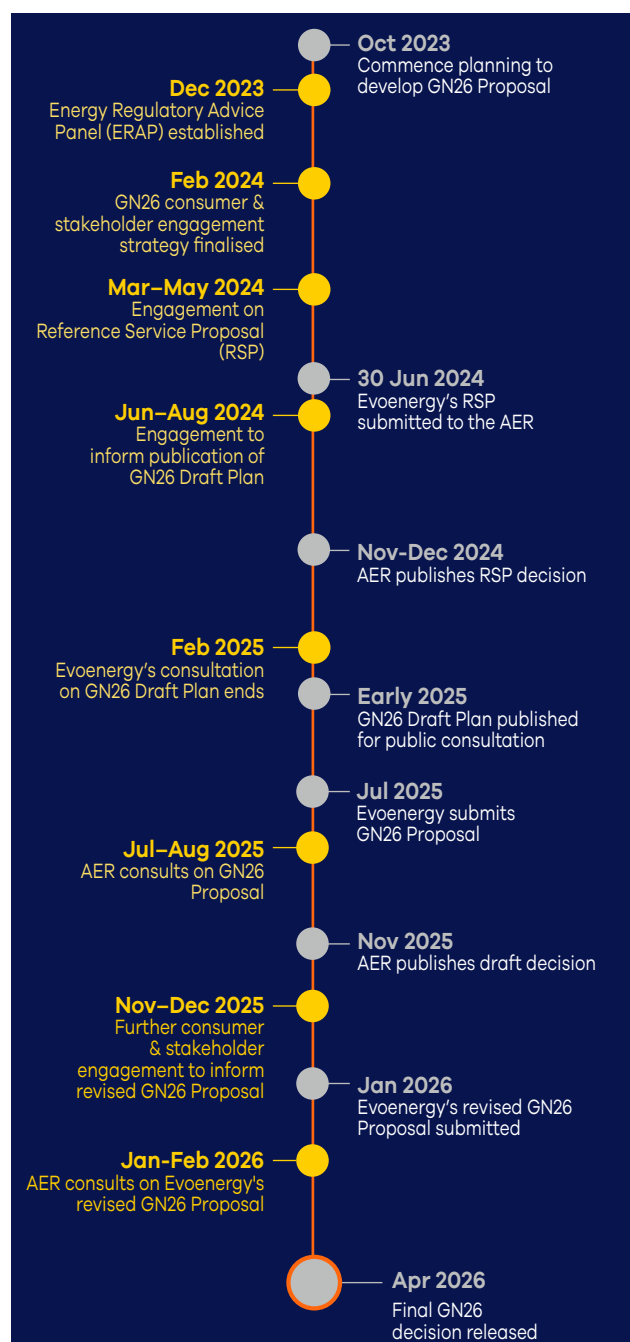 Oct 2023
Commence planning to
develop GN26 Proposal
Dec 2023
Energy Regulatory Advice
Panel (ERAP) established
Feb 2024
GN26 consumer &
stakeholder engagement
strategy finalised
Mar–May 2024
Engagement on
Reference Service Proposal
(RSP)
30 Jun 2024
Evoenergy’s RSP
submitted to the AER
Jun–Aug 2024
Engagement to
inform publication of
GN26 Draft Plan
Nov-Dec 2024
AER publishes RSP decision
Feb 2025
Evoenergy’s consultation
on GN26 Draft Plan ends
Early 2025
GN26 Draft Plan published
for public consultation
Jul 2025
Evoenergy submits
GN26 Proposal
Jul–Aug 2025
AER consults on GN26
Proposal
Nov 2025
AER publishes draft decision
Nov–Dec 2025
Further consumer
& stakeholder
engagement to inform
revised GN26 Proposal
Jan 2026
Evoenergy’s revised GN26
Proposal submitted
Jan-Feb 2026
AER consults on Evoenergy's
revised GN26 Proposal
Apr 2026
Final GN26
decision released